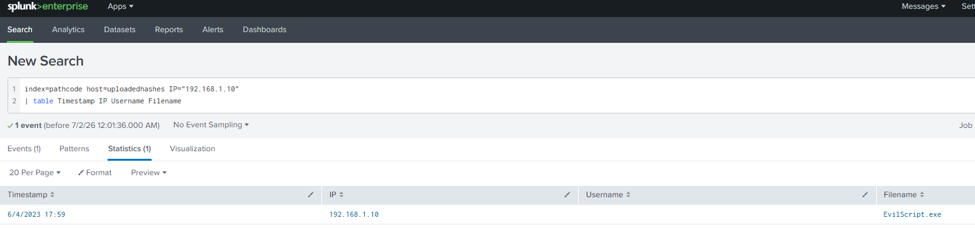 splunk>enterprise Apps Messages
Search Analytics Datasets Reports Alerts Dashboards
New Search
1 index=pathcode host=uploadedhashes IP="192.168.1.10"
2 | table Timestamp IP Username Filename
1 event (before 7/2/26 12:01:36.000 AM) No Event Sampling Job
Events (1) Patterns Statistics (1) Visualization
20 Per Page Format Preview
Timestamp IP Username Filename
6/4/2023 17:59 192.168.1.10 EvilScript.exe